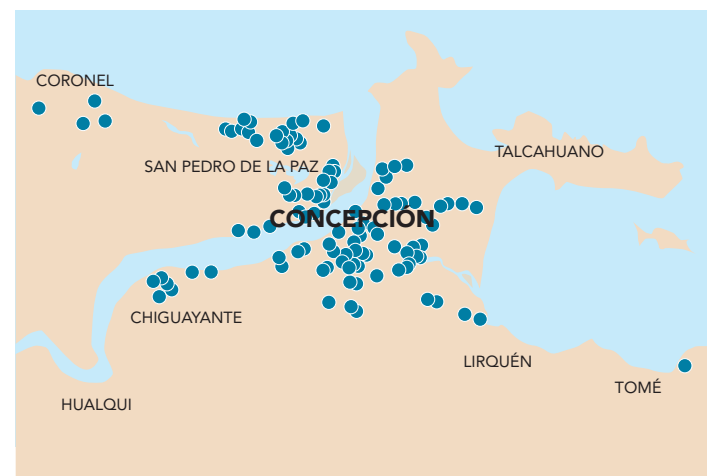 CORONEL
TALCAHUANO
SAN PEDRO DE LA PAZ
CONCEPCIÓN
CHIGUAYANTE
LIRQUÉN
TOMÉ
HUALQUI